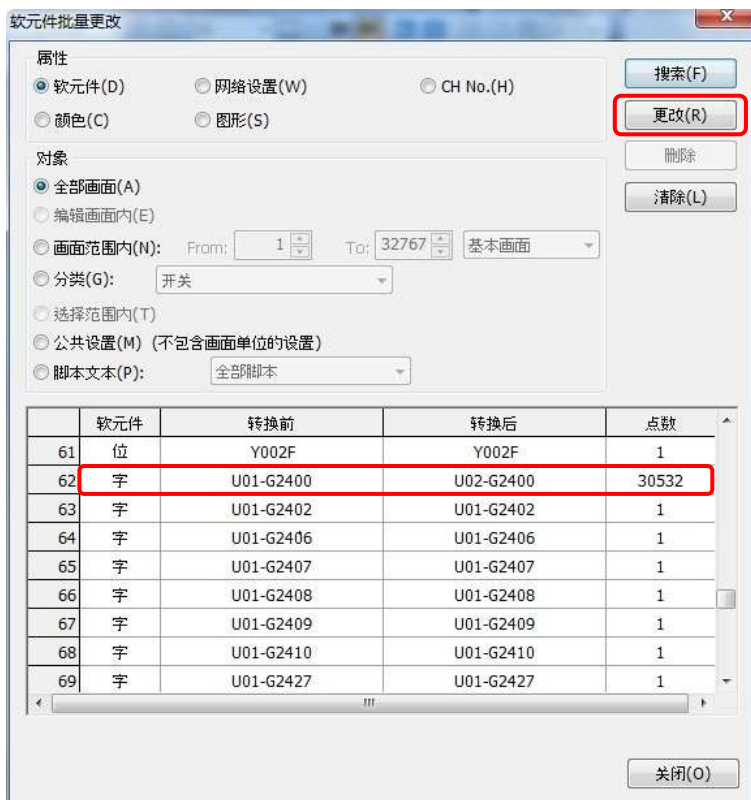 软元件批量更改
属性
软元件(D) 网络设置(W) CH No.(H)
颜色(C) 图形(S)
搜索(F)
更改(R)
删除
清除(L)
对象
全部画面(A)
编辑画面内(E)
画面范围内(N): From: 1 To: 32767 基本画面
分类(G): 开关
选择范围内(T)
公共设置(M) (不包含画面单位的设置)
脚本文本(P): 全部脚本
软元件 转换前 转换后 点数
61 位 Y002F Y002F 1
62 字 U01-G2400 U02-G2400 30532
63 字 U01-G2402 U01-G2402 1
64 字 U01-G2406 U01-G2406 1
65 字 U01-G2407 U01-G2407 1
66 字 U01-G2408 U01-G2408 1
67 字 U01-G2409 U01-G2409 1
68 字 U01-G2410 U01-G2410 1
69 字 U01-G2427 U01-G2427 1
关闭(O)